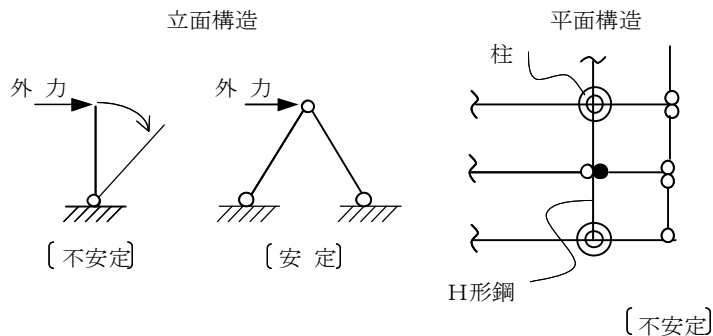 立面構造
平面構造
柱
外 力
外 力
〔不安定〕
〔安 定〕
H形鋼
〔不安定〕